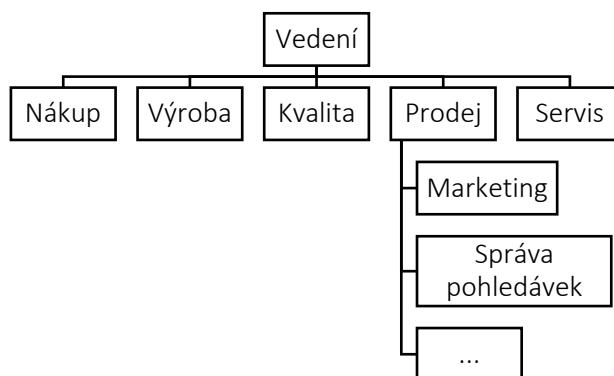 Vedení
Nákup
Výroba
Kvalita
Prodej
Servis
Marketing
Správa
pohledávek
...